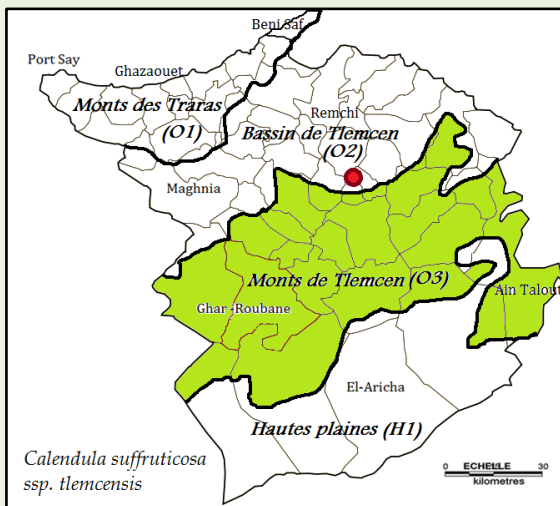 Beni Saf
Port Say
Ghazaouet
Monts des Traras
(O1)
Remchi
Bassin de Tlemcen
(O2)
Maghnia
Monts de Tlemcen (O3)
Ain Talout
Ghar -Roubane
El-Aricha
Hautes plaines (H1)
Calendula suffruticosa
ssp. tlemcensis
0 ECHELLE 30
kilometres